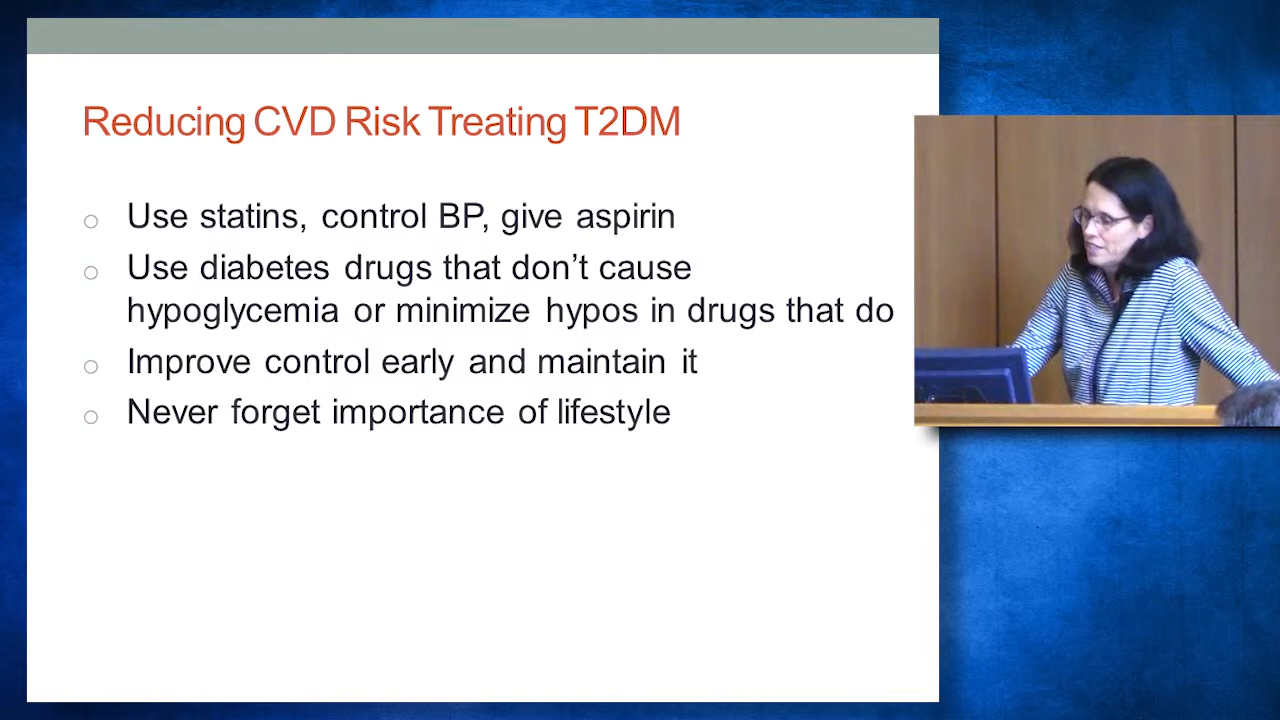 Reducing CVD Risk Treating T2DM
Use statins, control BP, give aspirin
Use diabetes drugs that don’t cause
hypoglycemia or minimize hypos in drugs that do
Improve control early and maintain it
Never forget importance of lifestyle